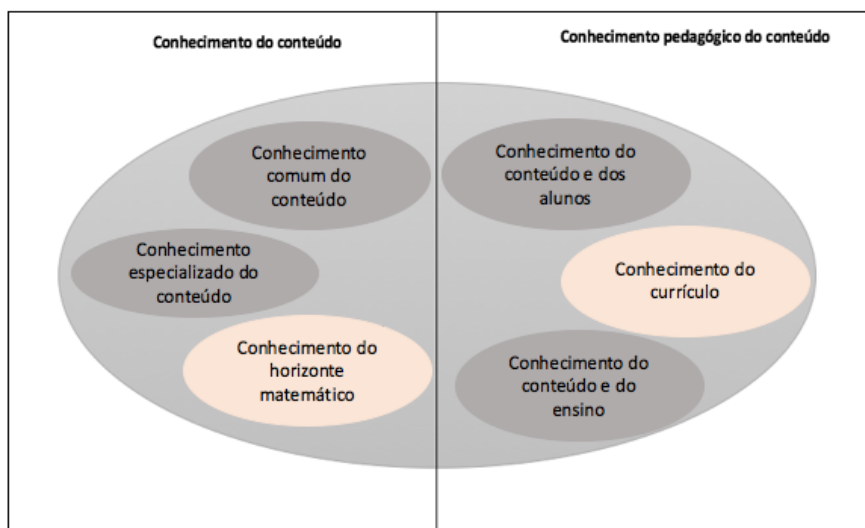 Conhecimento do conteúdo
Conhecimento pedagógico do conteúdo
Conhecimento
comum do
conteúdo
Conhecimento do
conteúdo e dos
alunos
Conhecimento
especializado do
conteúdo
Conhecimento do
currículo
Conhecimento do
horizonte
matemático
Conhecimento do
conteúdo e do
ensino